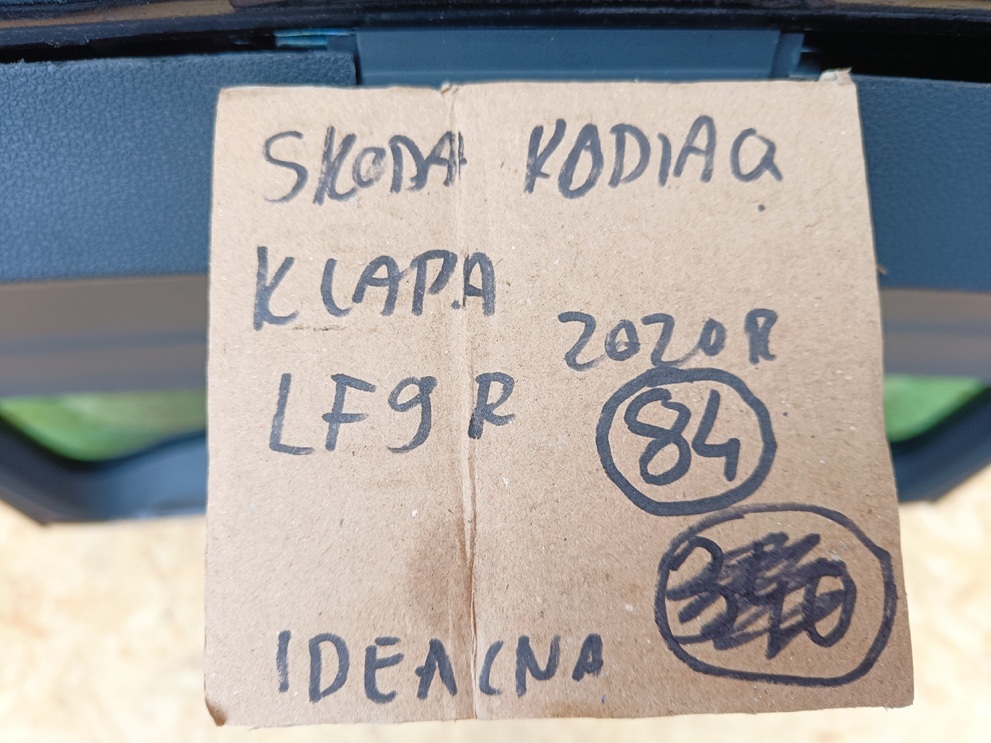 SKODA KODIAQ
KLAPA
2020R
LF9R
84
IDEALNA